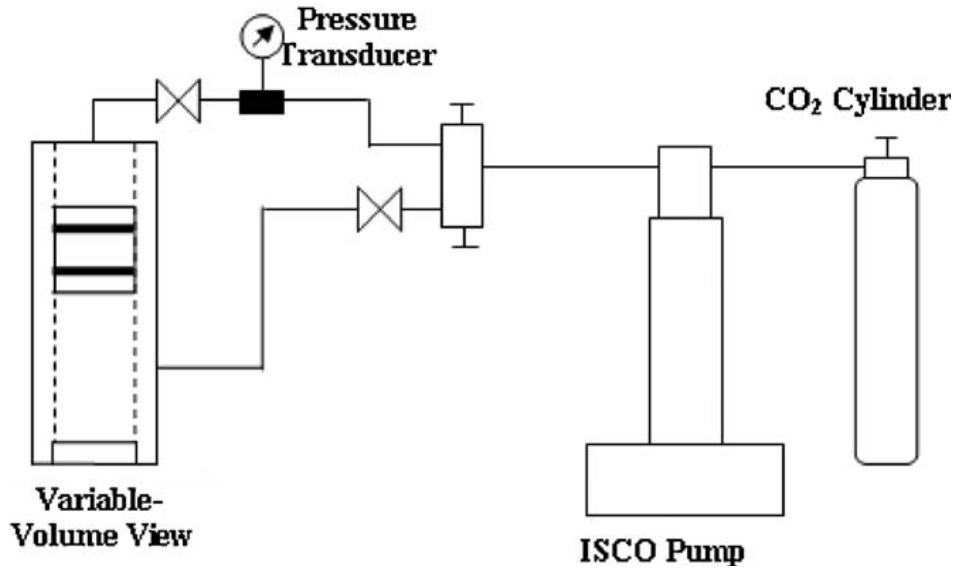 Pressure
Transducer
CO₂ Cylinder
Variable-
Volume View
ISCO Pump